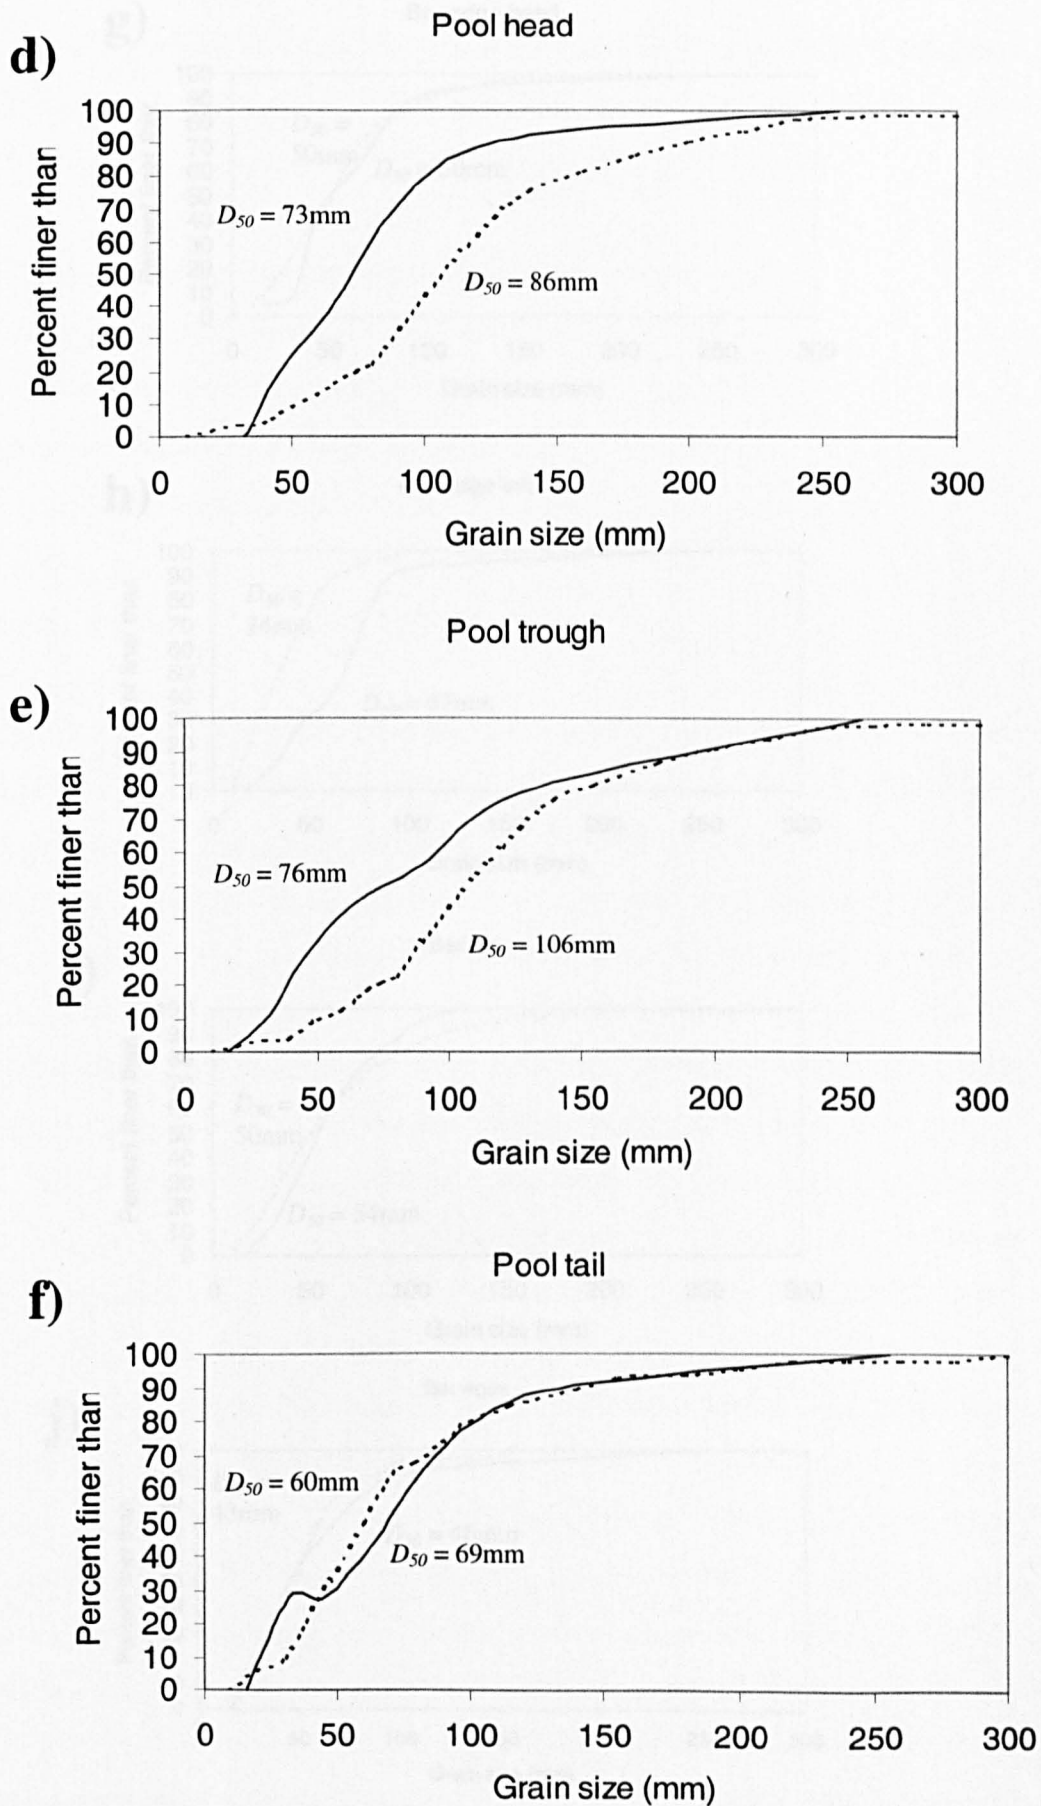 d)
Pool head
100
90
80
70
60
50
40
30
20
10
0
Percent finer than
D50 = 73mm
D50 = 86mm
0 50 100 150 200 250 300
Grain size (mm)
e)
Pool trough
100
90
80
70
60
50
40
30
20
10
0
Percent finer than
D50 = 76mm
D50 = 106mm
0 50 100 150 200 250 300
Grain size (mm)
f)
Pool tail
100
90
80
70
60
50
40
30
20
10
0
Percent finer than
D50 = 60mm
D50 = 69mm
0 50 100 150 200 250 300
Grain size (mm)